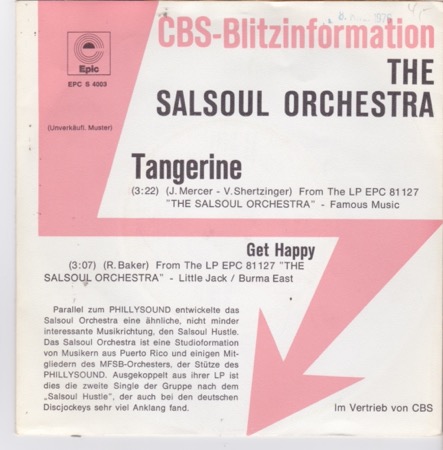 CBS-Blitzinformation
Epic
EPC S 4003
THE
SALSOUL ORCHESTRA
(Unverkäufl. Muster)
Tangerine
(3:22) (J. Mercer - V. Shertzinger) From The LP EPC 81127
"THE SALSOUL ORCHESTRA" - Famous Music
Get Happy
(3:07) (R. Baker) From The LP EPC 81127 "THE
SALSOUL ORCHESTRA" - Little Jack / Burma East
Parallel zum PHILLYSOUND entwickelte das
Salsoul Orchestra eine ähnliche, nicht minder
interessante Musikrichtung, den Salsoul Hustle.
Das Salsoul Orchestra ist eine Studioformation
von Musikern aus Puerto Rico und einigen Mit-
gliedern des MFSB-Orchesters, der Stütze des
PHILLYSOUND. Ausgekoppelt aus ihrer LP ist
dies die zweite Single der Gruppe nach dem
„Salsoul Hustle", der auch bei den deutschen
Discjockeys sehr viel Anklang fand.
Im Vertrieb von CBS